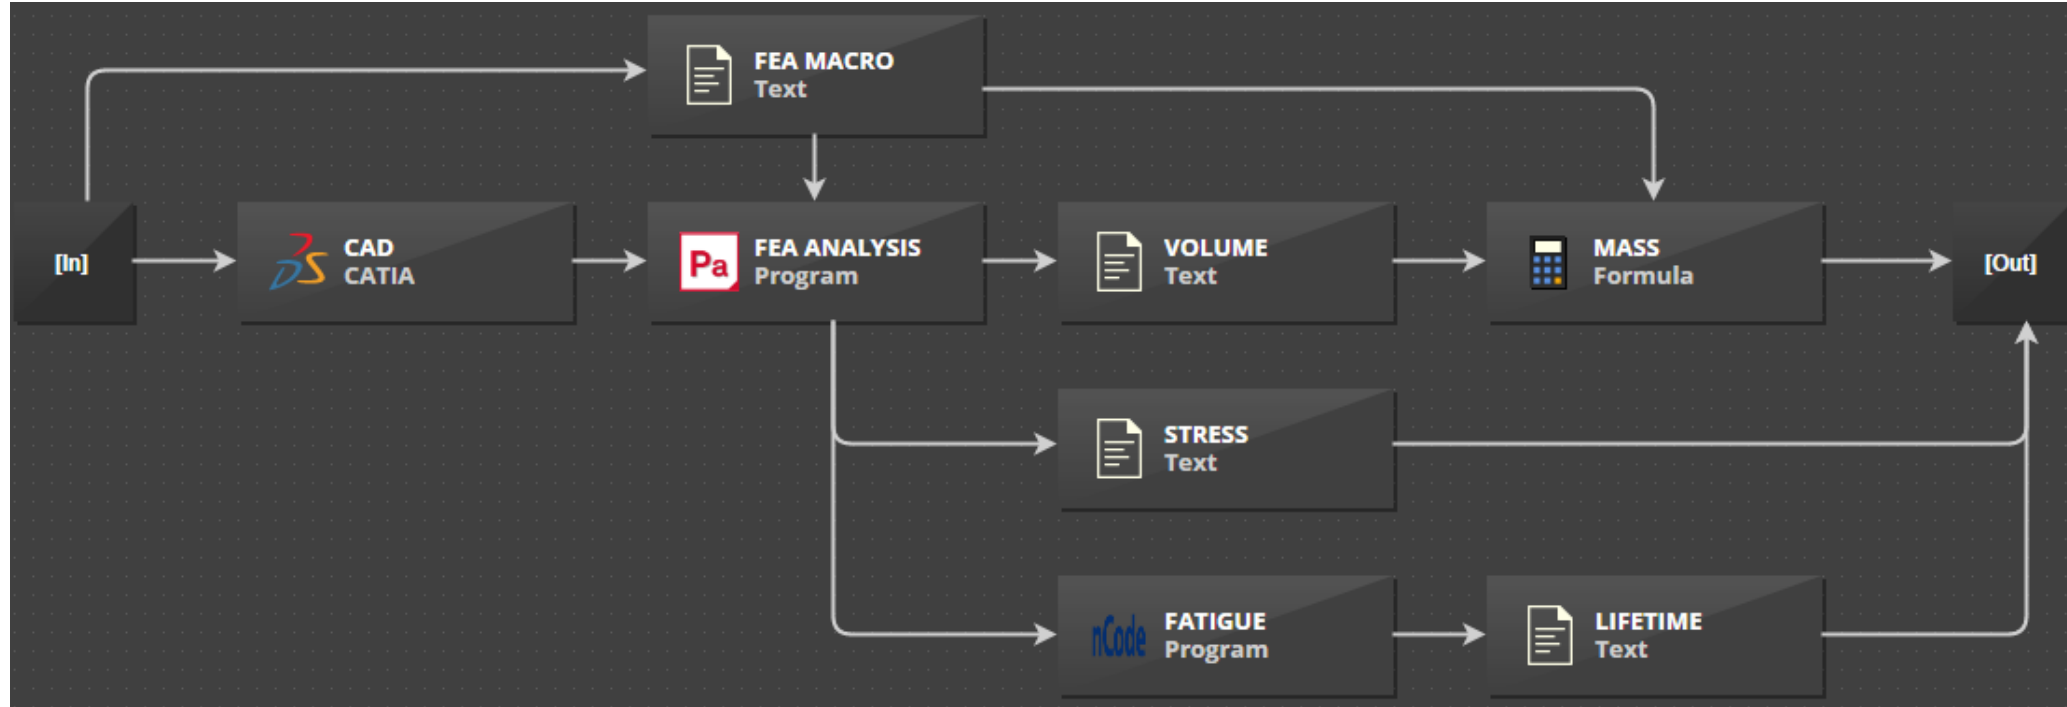 FEA MACRO
Text
[In]
CAD
CATIA
Pa
FEA ANALYSIS
Program
VOLUME
Text
MASS
Formula
[Out]
STRESS
Text
nCode
FATIGUE
Program
LIFETIME
Text